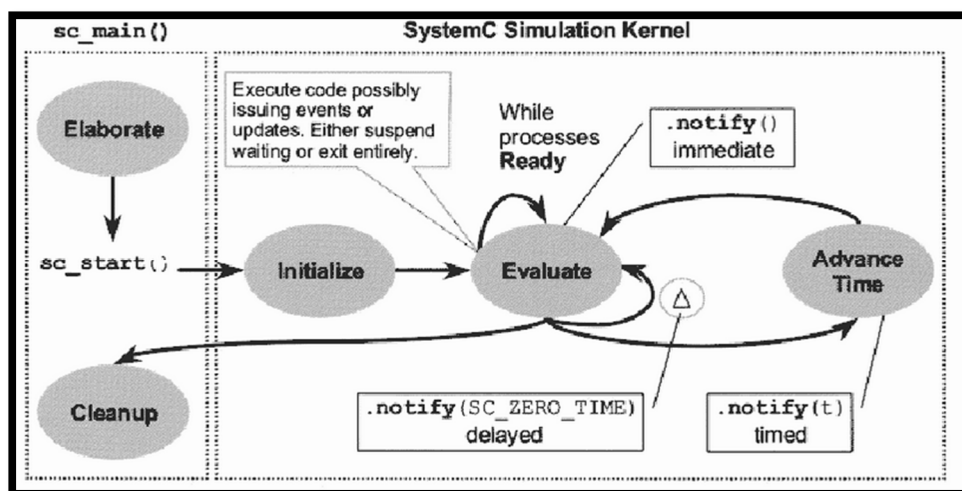 sc_main()
SystemC Simulation Kernel
Elaborate
Execute code possibly
issuing events or
updates. Either suspend
waiting or exit entirely.
While
processes
Ready
.notify()
immediate
sc_start()
Initialize
Evaluate
Δ
Advance
Time
Cleanup
.notify(SC_ZERO_TIME)
delayed
.notify(t)
timed